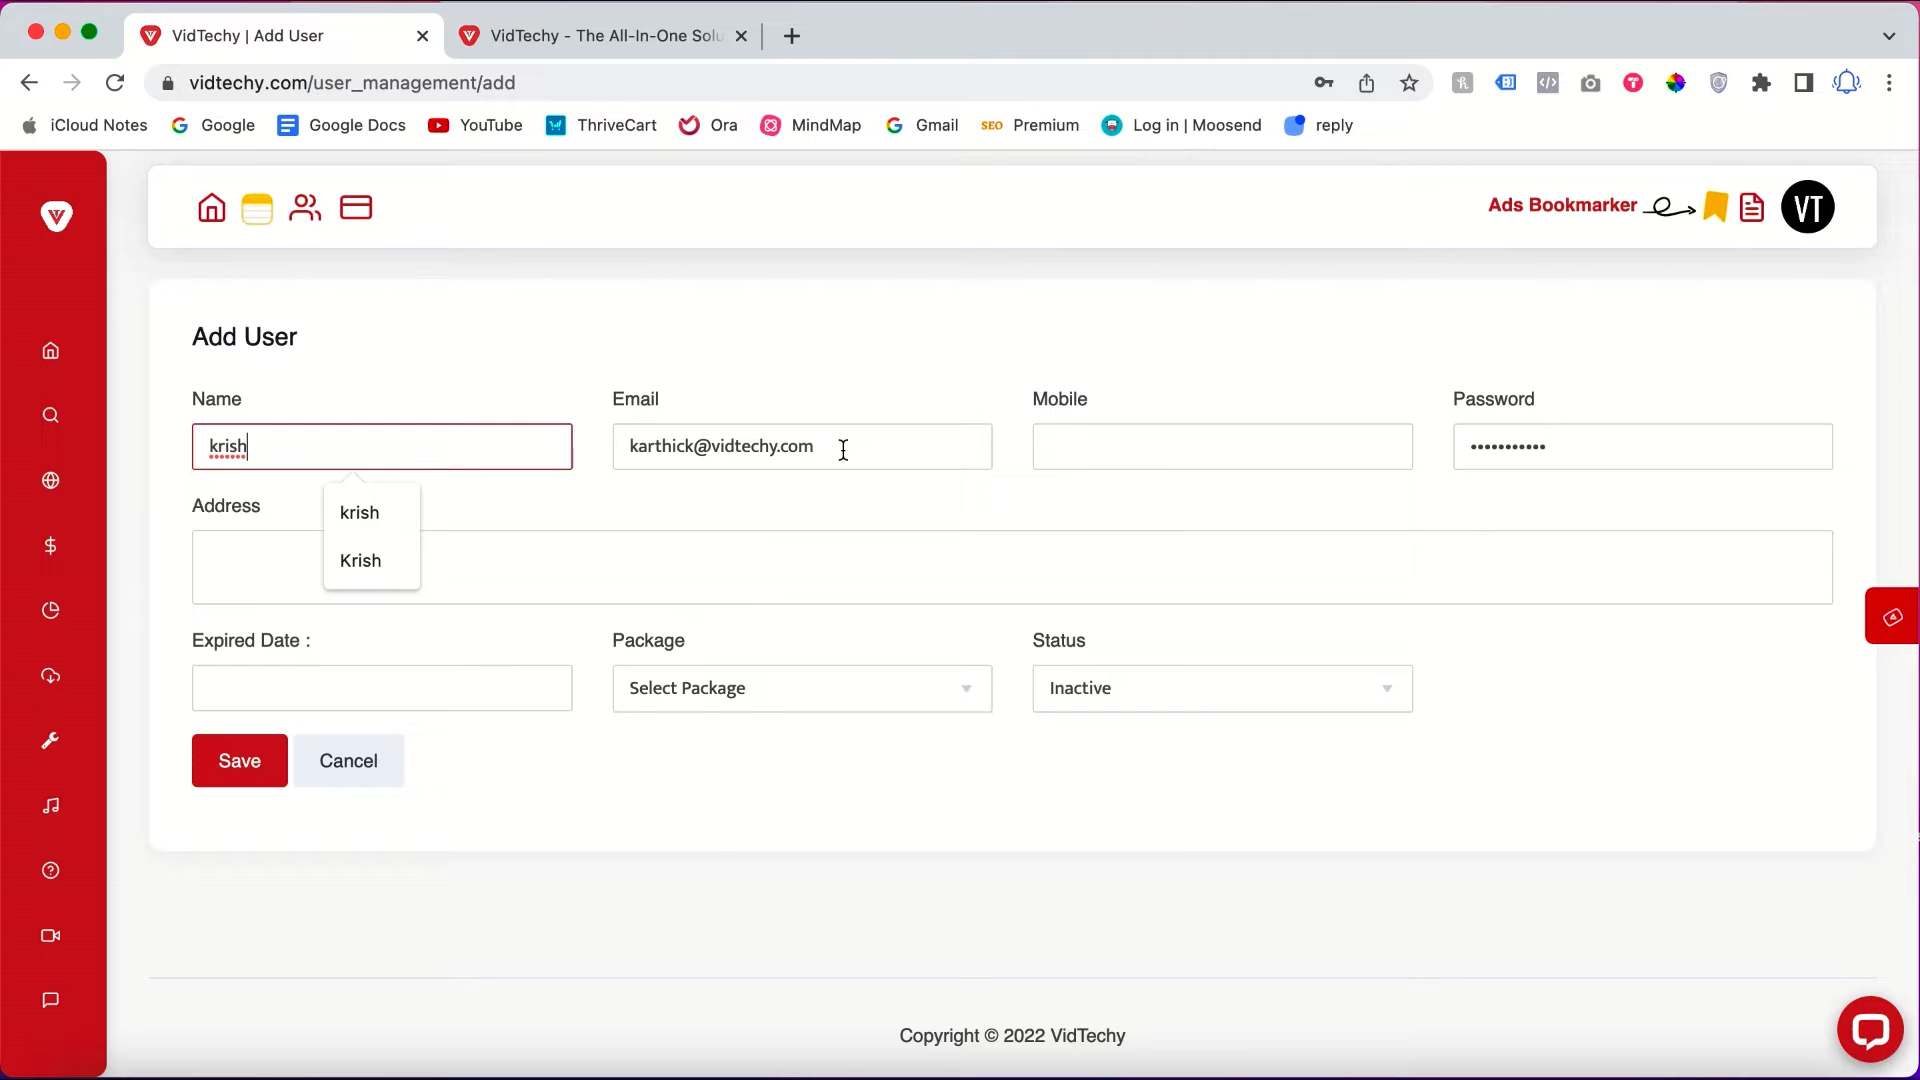 VidTechy | Add User
VidTechy - The All-In-One Solu
vidtechy.com/user_management/add
iCloud Notes
Google
Google Docs
YouTube
ThriveCart
Ora
MindMap
Gmail
SEO Premium
Log in | Moosend
reply
Ads Bookmarker
VT
Add User
Name
Email
Mobile
Password
krish
karthick@vidtechy.com
•••••••••••
Address
krish
Krish
Expired Date :
Package
Status
Select Package
Inactive
Save
Cancel
Copyright © 2022 VidTechy